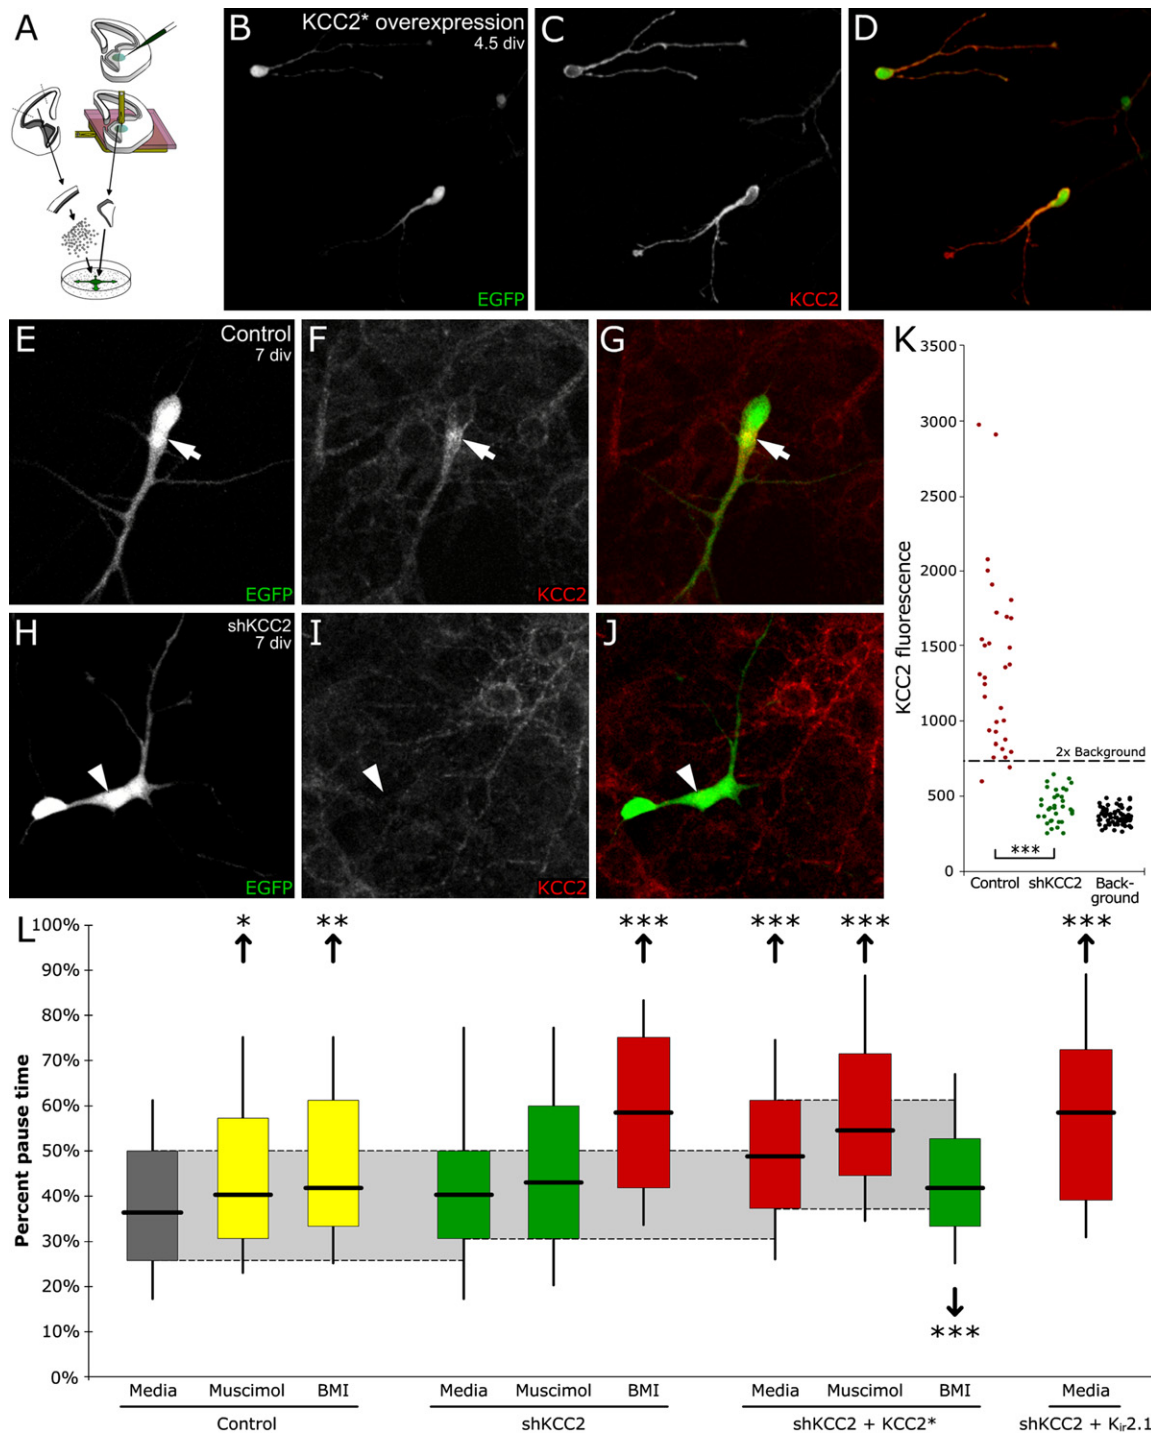 A
B
KCC2* overexpression
4.5 div
EGFP
C
KCC2
D
E
Control
7 div
EGFP
F
KCC2
G
H
shKCC2
7 div
EGFP
I
KCC2
J
K
KCC2 fluorescence
3500
3000
2500
2000
1500
1000
500
0
2x Background
***
Control
shKCC2
Back-
ground
L
Percent pause time
100%
90%
80%
70%
60%
50%
40%
30%
20%
10%
0%
*
**
***
***
***
***
***
Media
Muscimol
BMI
Media
Muscimol
BMI
Media
Muscimol
BMI
Media
Control
shKCC2
shKCC2 + KCC2*
shKCC2 + Kir2.1